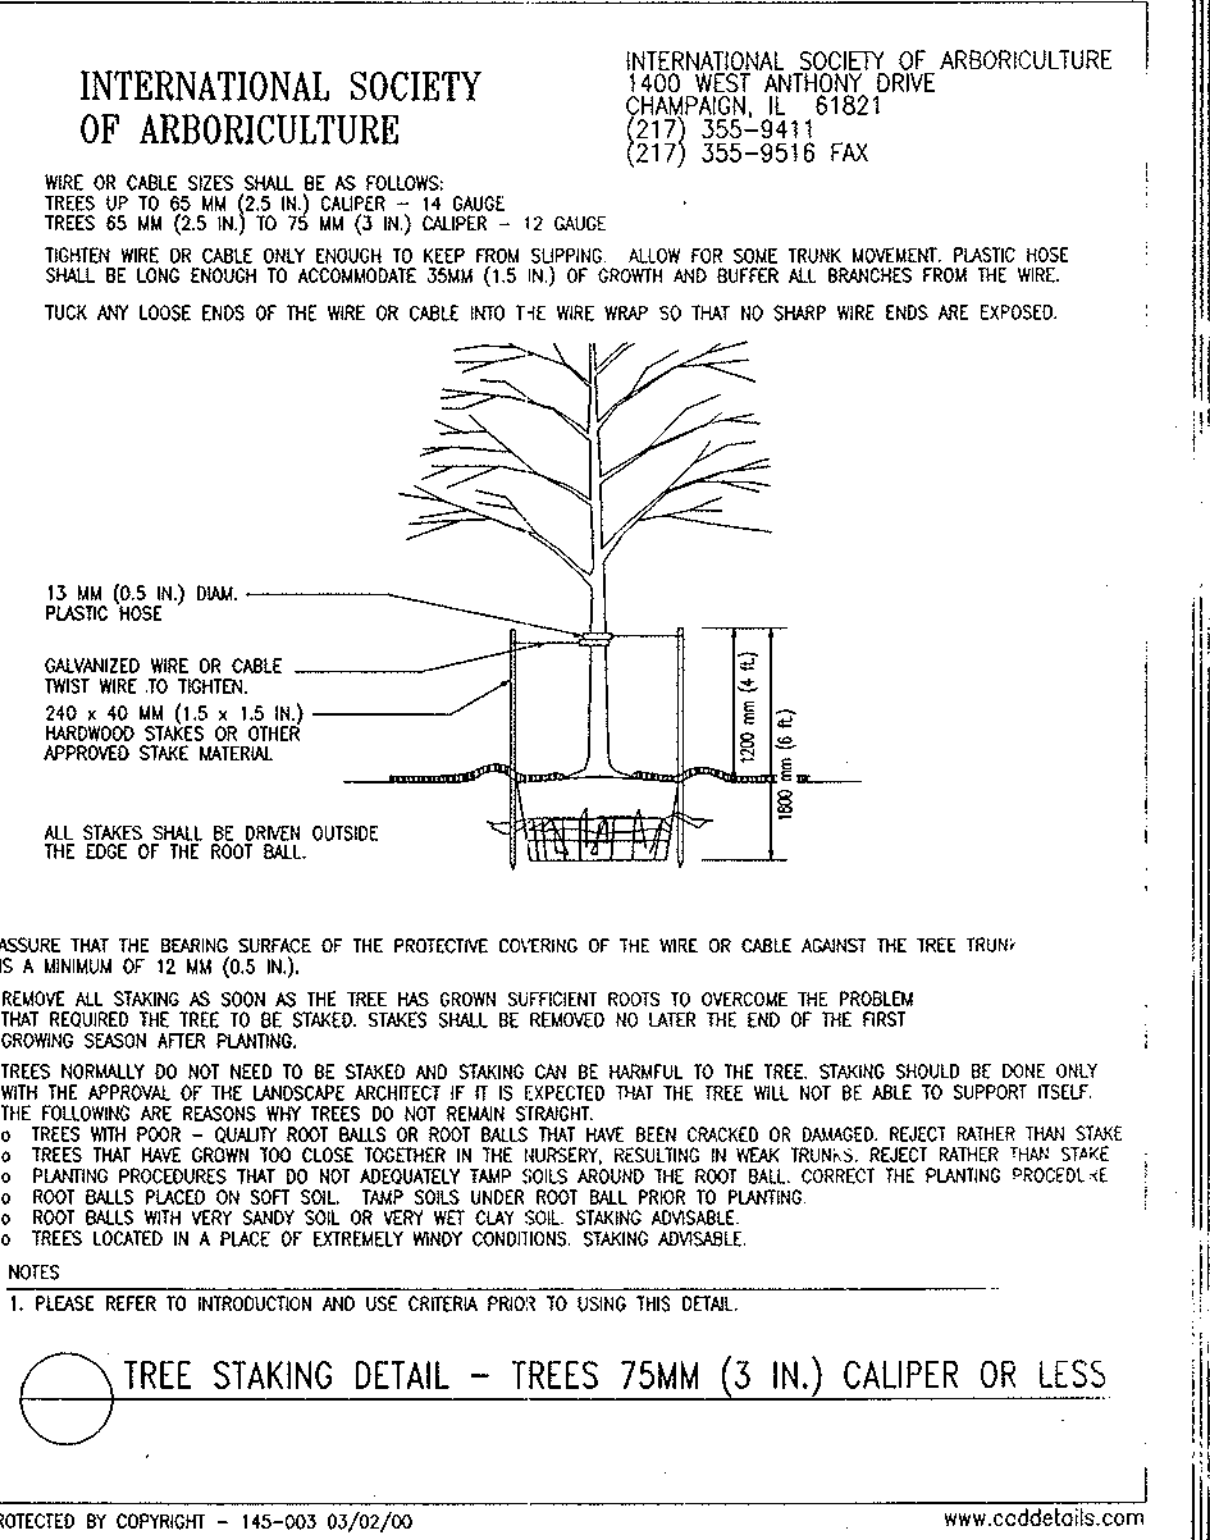 INTERNATIONAL SOCIETY
OF ARBORICULTURE
INTERNATIONAL SOCIETY OF ARBORICULTURE
1400 WEST ANTHONY DRIVE
CHAMPAIGN, IL 61821
(217) 355-9411
(217) 355-9516 FAX
WIRE OR CABLE SIZES SHALL BE AS FOLLOWS:
TREES UP TO 65 MM (2.5 IN.) CALIPER - 14 GAUGE
TREES 65 MM (2.5 IN.) TO 75 MM (3 IN.) CALIPER - 12 GAUGE
TIGHTEN WIRE OR CABLE ONLY ENOUGH TO KEEP FROM SLIPPING. ALLOW FOR SOME TRUNK MOVEMENT. PLASTIC HOSE
SHALL BE LONG ENOUGH TO ACCOMMODATE 35MM (1.5 IN.) OF GROWTH AND BUFFER ALL BRANCHES FROM THE WIRE.
TUCK ANY LOOSE ENDS OF THE WIRE OR CABLE INTO THE WIRE WRAP SO THAT NO SHARP WIRE ENDS ARE EXPOSED.
13 MM (0.5 IN.) DIAM.
PLASTIC HOSE
GALVANIZED WIRE OR CABLE
TWIST WIRE TO TIGHTEN.
240 x 40 MM (1.5 x 1.5 IN.)
HARDWOOD STAKES OR OTHER
APPROVED STAKE MATERIAL
1200 mm (4 ft.)
1800 mm (6 ft.)
ALL STAKES SHALL BE DRIVEN OUTSIDE
THE EDGE OF THE ROOT BALL.
ASSURE THAT THE BEARING SURFACE OF THE PROTECTIVE COVERING OF THE WIRE OR CABLE AGAINST THE TREE TRUNK
IS A MINIMUM OF 12 MM (0.5 IN.).
REMOVE ALL STAKING AS SOON AS THE TREE HAS GROWN SUFFICIENT ROOTS TO OVERCOME THE PROBLEM
THAT REQUIRED THE TREE TO BE STAKED. STAKES SHALL BE REMOVED NO LATER THE END OF THE FIRST
GROWING SEASON AFTER PLANTING.
TREES NORMALLY DO NOT NEED TO BE STAKED AND STAKING CAN BE HARMFUL TO THE TREE. STAKING SHOULD BE DONE ONLY
WITH THE APPROVAL OF THE LANDSCAPE ARCHITECT IF IT IS EXPECTED THAT THE TREE WILL NOT BE ABLE TO SUPPORT ITSELF.
THE FOLLOWING ARE REASONS WHY TREES DO NOT REMAIN STRAIGHT.
o TREES WITH POOR - QUALITY ROOT BALLS OR ROOT BALLS THAT HAVE BEEN CRACKED OR DAMAGED. REJECT RATHER THAN STAKE
o TREES THAT HAVE GROWN TOO CLOSE TOGETHER IN THE NURSERY, RESULTING IN WEAK TRUNKS. REJECT RATHER THAN STAKE
o PLANTING PROCEDURES THAT DO NOT ADEQUATELY TAMP SOILS AROUND THE ROOT BALL. CORRECT THE PLANTING PROCEDURE
o ROOT BALLS PLACED ON SOFT SOIL. TAMP SOILS UNDER ROOT BALL PRIOR TO PLANTING.
o ROOT BALLS WITH VERY SANDY SOIL OR VERY WET CLAY SOIL. STAKING ADVISABLE.
o TREES LOCATED IN A PLACE OF EXTREMELY WINDY CONDITIONS. STAKING ADVISABLE.
NOTES
1. PLEASE REFER TO INTRODUCTION AND USE CRITERIA PRIOR TO USING THIS DETAIL.
TREE STAKING DETAIL - TREES 75MM (3 IN.) CALIPER OR LESS
ROTECTED BY COPYRIGHT - 145-003 03/02/00
www.caddetails.com